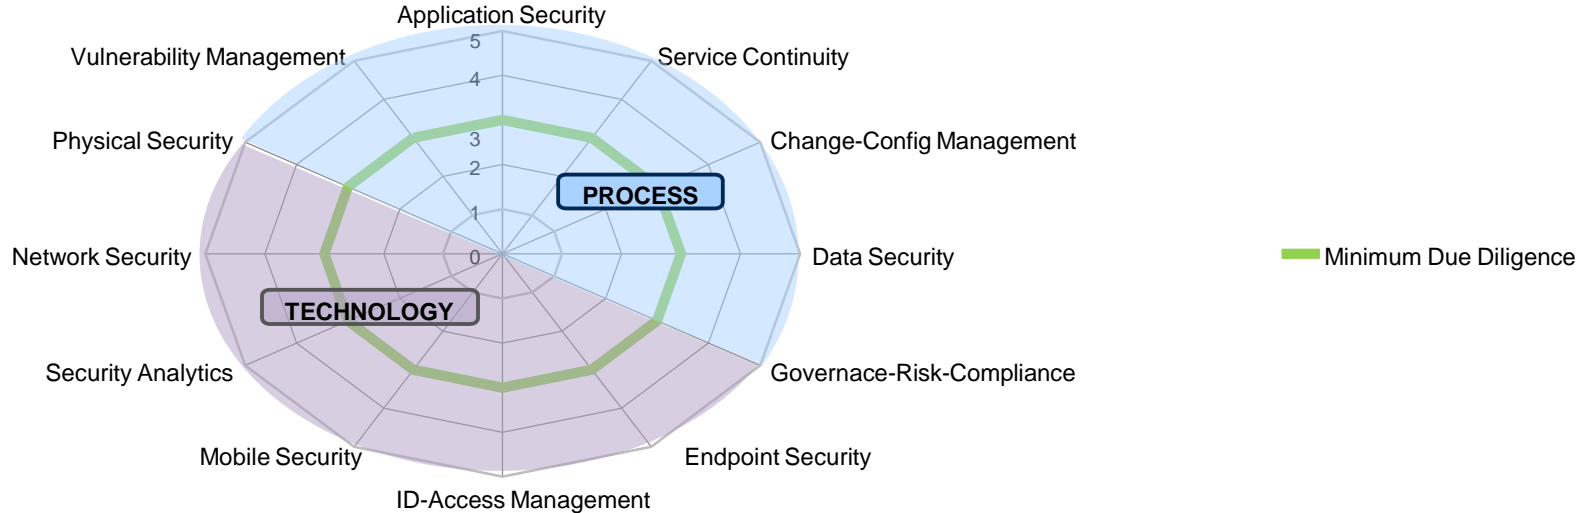 Application Security
5
Vulnerability Management
Service Continuity
4
Physical Security
3
Change-Config Management
2
PROCESS
1
Network Security
0
Data Security
Minimum Due Diligence
TECHNOLOGY
Security Analytics
Governace-Risk-Compliance
Mobile Security
Endpoint Security
ID-Access Management